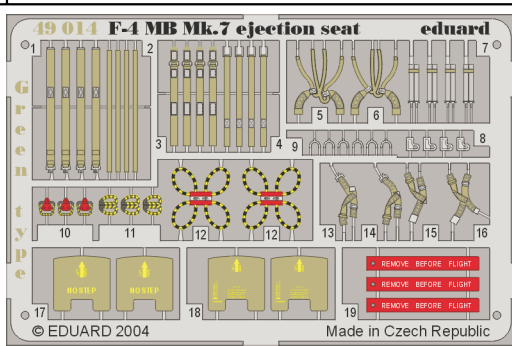 49 014 F-4 MB Mk.7 ejection seat eduard
Green type
1
2
3
4
5
6
7
8
9
10
11
12
12
13
14
15
16
17
NO STEP
NO STEP
18
19
REMOVE BEFORE FLIGHT
REMOVE BEFORE FLIGHT
REMOVE BEFORE FLIGHT
© EDUARD 2004
Made in Czech Republic